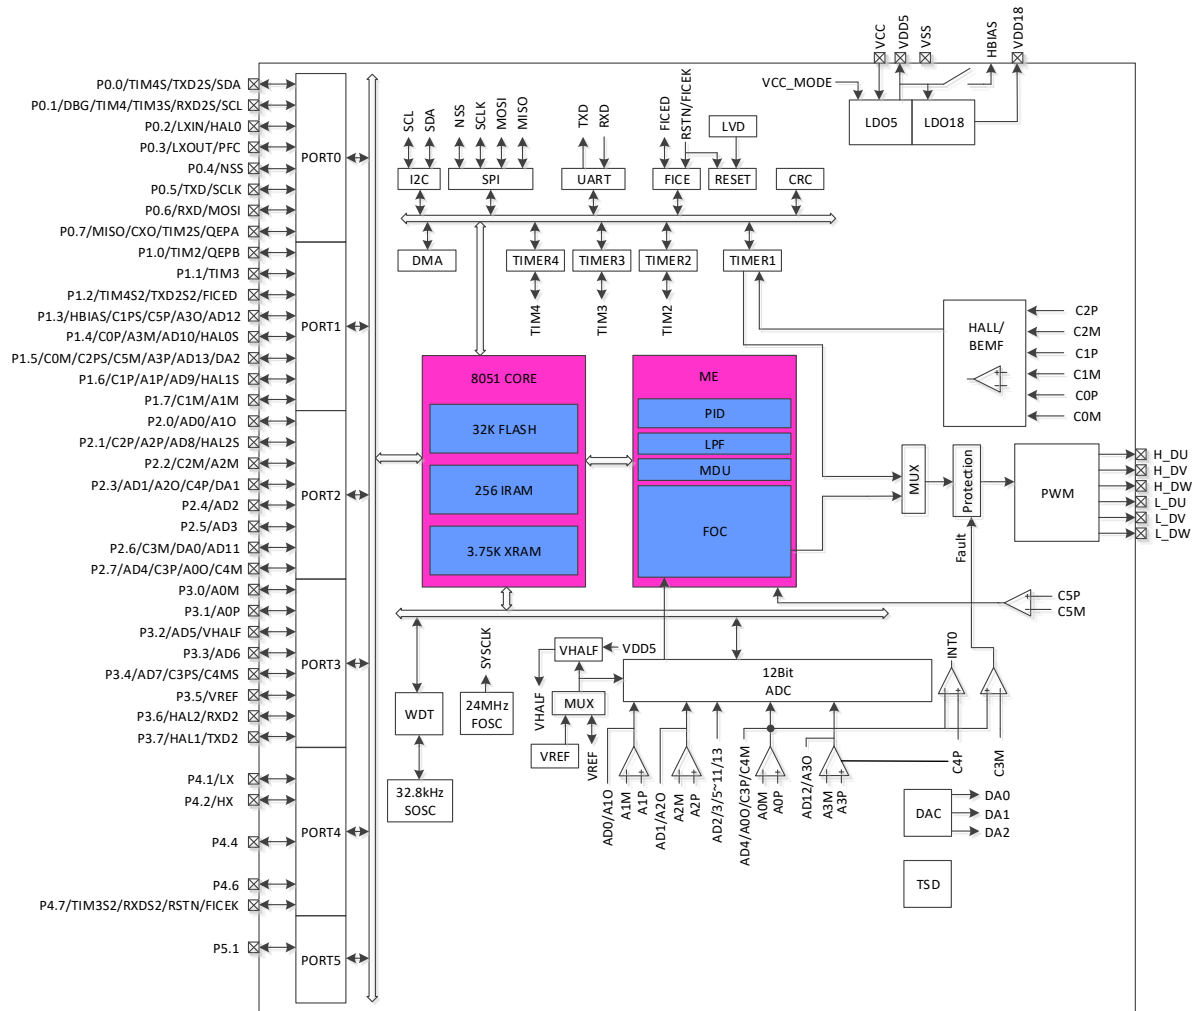 VCC
VDD5
VSS
HBIAS
VDD18
VCC_MODE
LDO5
LDO18
P0.0/TIM4S/TXD2S/SDA
P0.1/DBG/TIM4/TIM3S/RXD2S/SCL
P0.2/LXIN/HAL0
P0.3/LXOUT/PFC
P0.4/NSS
P0.5/TXD/SCLK
P0.6/RXD/MOSI
P0.7/MISO/CXO/TIM2S/QEPA
P1.0/TIM2/QEPB
P1.1/TIM3
P1.2/TIM4S2/TXD2S2/FICED
P1.3/HBIAS/C1PS/C5P/A3O/AD12
P1.4/C0P/A3M/AD10/HAL0S
P1.5/C0M/C2PS/C5M/A3P/AD13/DA2
P1.6/C1P/A1P/AD9/HAL1S
P1.7/C1M/A1M
P2.0/AD0/A1O
P2.1/C2P/A2P/AD8/HAL2S
P2.2/C2M/A2M
P2.3/AD1/A2O/C4P/DA1
P2.4/AD2
P2.5/AD3
P2.6/C3M/DA0/AD11
P2.7/AD4/C3P/A0O/C4M
P3.0/A0M
P3.1/A0P
P3.2/AD5/VHALF
P3.3/AD6
P3.4/AD7/C3PS/C4MS
P3.5/VREF
P3.6/HAL2/RXD2
P3.7/HAL1/TXD2
P4.1/LX
P4.2/HX
P4.4
P4.6
P4.7/TIM3S2/RXDS2/RSTN/FICEK
P5.1
PORT0
PORT1
PORT2
PORT3
PORT4
PORT5
SCL
SDA
NSS
SCLK
MOSI
MISO
TXD
RXD
FICED
RSTN/FICEK
LVD
I2C
SPI
UART
FICE
RESET
CRC
DMA
TIMER4
TIMER3
TIMER2
TIMER1
TIM4
TIM3
TIM2
8051 CORE
32K FLASH
256 IRAM
3.75K XRAM
ME
PID
LPF
MDU
FOC
HALL/
BEMF
C2P
C2M
C1P
C1M
C0P
C0M
MUX
Protection
Fault
PWM
H_DU
H_DV
H_DW
L_DU
L_DV
L_DW
C5P
C5M
SYSCLK
WDT
24MHz
FOSC
32.8kHz
SOSC
VHALF
VDD5
VHALF
MUX
VREF
VREF
12Bit
ADC
INT0
AD0/A1O
A1M
A1P
AD1/A2O
A2M
A2P
AD2/3/5~11/13
AD4/A0O/C3P/C4M
A0M
A0P
AD12/A3O
A3M
A3P
C4P
C3M
DAC
DA0
DA1
DA2
TSD